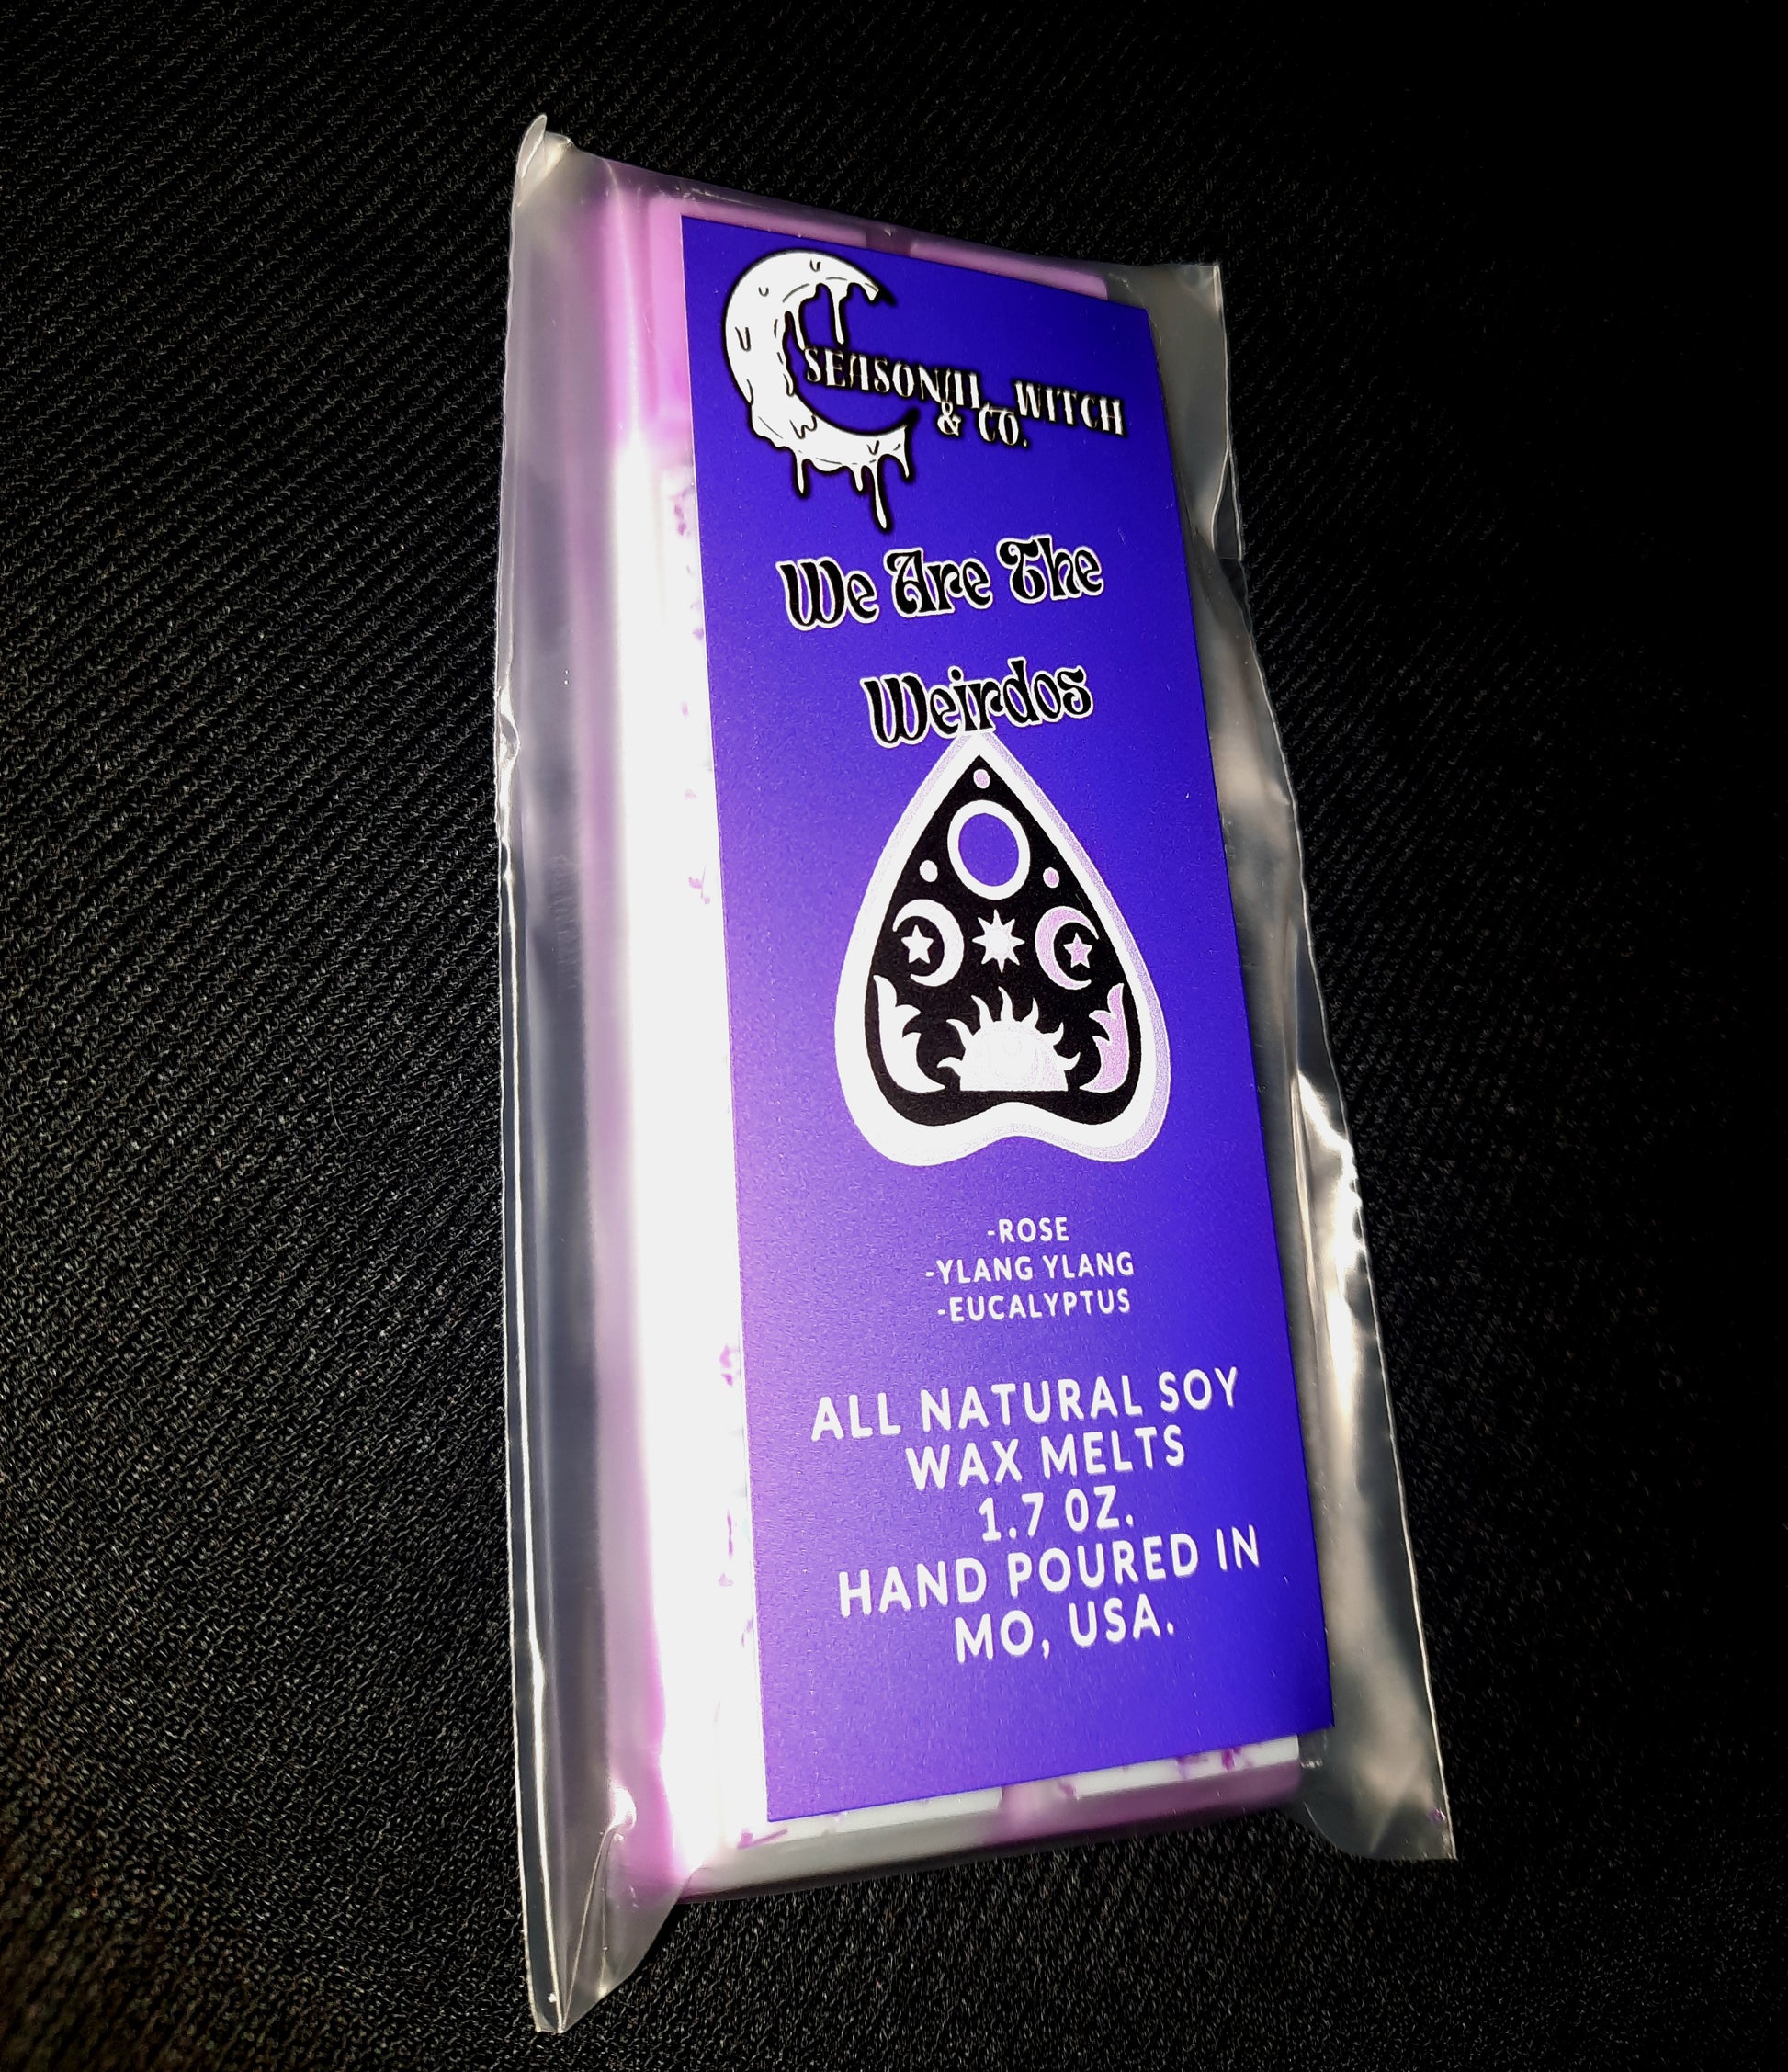 SEASONAL WITCH
& CO.
We Are The
Weirdos
-ROSE
-YLANG YLANG
-EUCALYPTUS
ALL NATURAL SOY
WAX MELTS
1.7 OZ.
HAND POURED IN
MO, USA.